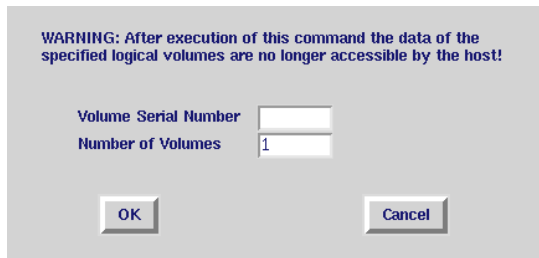 WARNING: After execution of this command the data of the
specified logical volumes are no longer accessible by the host!
Volume Serial Number
Number of Volumes 1
OK Cancel